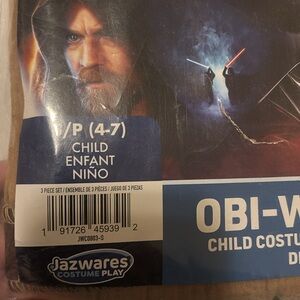 S/P (4-7)
CHILD
ENFANT
NIÑO
3 PIECE SET / ENSEMBLE DE 3 PIÈCES / JUEGO DE 3 PIEZAS
1 91726 45939 2
JWC0803-S
Jazwares
COSTUME PLAY
OBI-W
CHILD COSTU
D